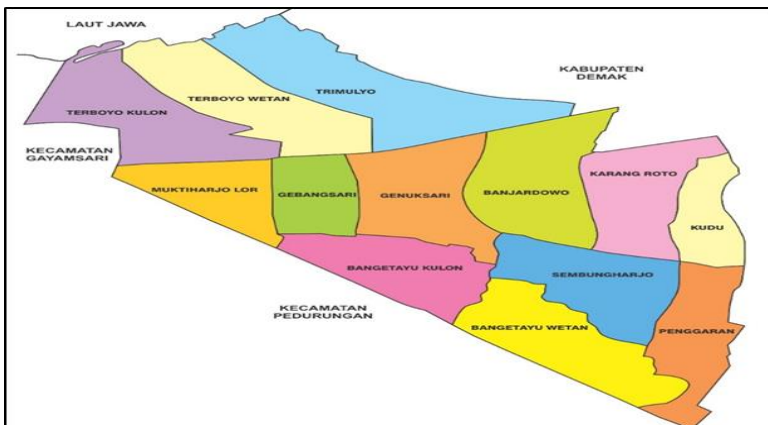 LAUT JAWA
KABUPATEN
DEMAK
TERBOYO WETAN
TRIMULYO
TERBOYO KULON
KECAMATAN
GAYAMSARI
MUKTIHARJO LOR
GEBANGSARI
GENUKSARI
BANJARDOWO
KARANG ROTO
KUDU
BANGETAYU KULON
SEMBUNGHARJO
KECAMATAN
PEDURUNGAN
BANGETAYU WETAN
PENGGARAN